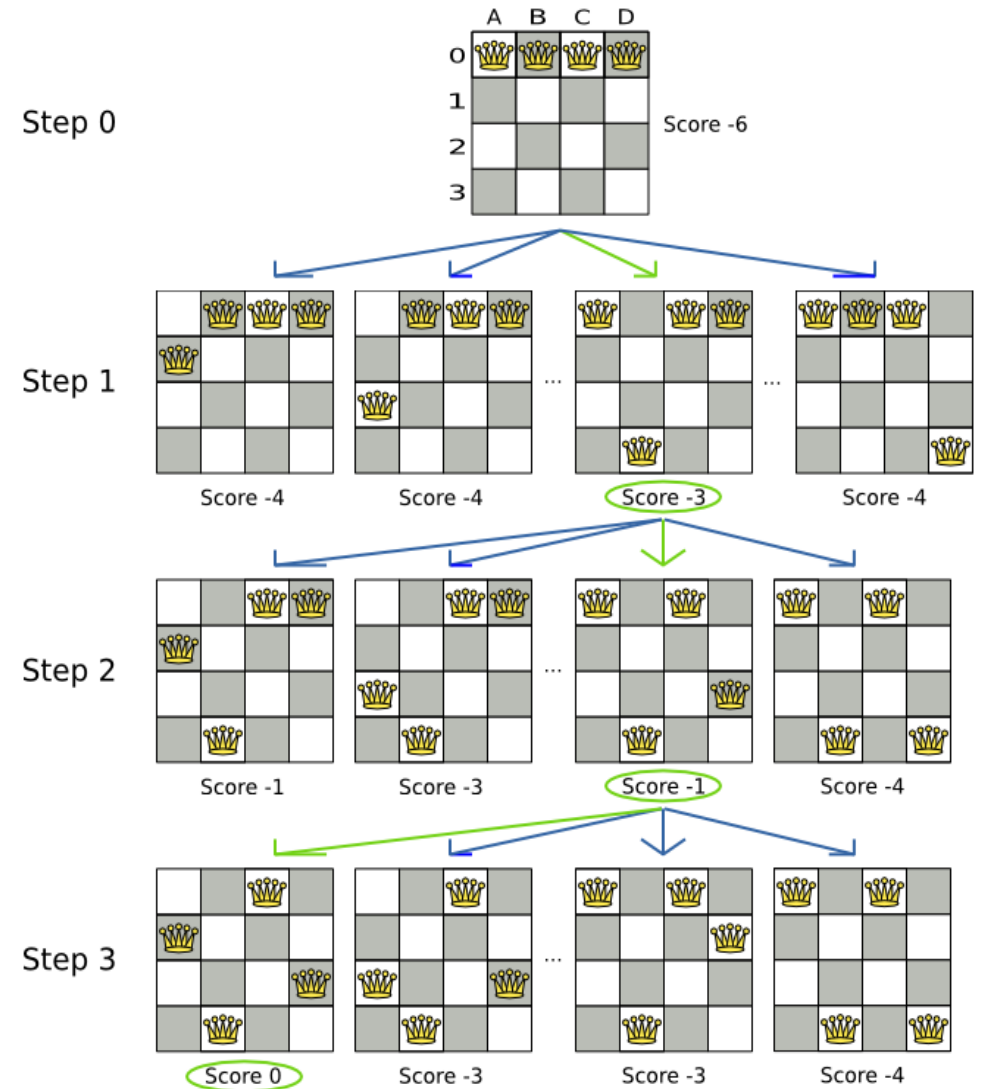 A B C D
0
1
Step 0
Score -6
2
3
Step 1
... ...
Score -4 Score -4 Score -3 Score -4
Step 2
...
Score -1 Score -3 Score -1 Score -4
Step 3
...
Score 0 Score -3 Score -3 Score -4